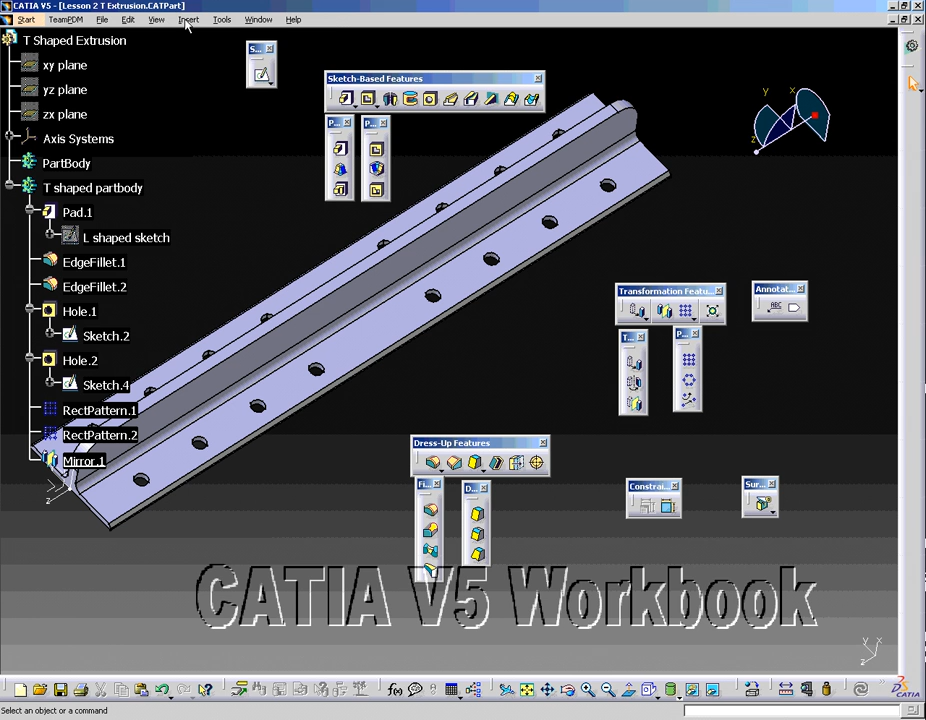 CATIA V5 - [Lesson 2 T Extrusion.CATPart]
Start TeamPDM File Edit View Insert Tools Window Help
T Shaped Extrusion
S...
xy plane
Sketch-Based Features
yz plane
y x
z
zx plane
P... P...
Axis Systems
PartBody
T shaped partbody
Pad.1
L shaped sketch
EdgeFillet.1
EdgeFillet.2
Transformation Featu... Annotat...
ABC
Hole.1
Sketch.2
T... P...
Hole.2
Sketch.4
RectPattern.1
RectPattern.2
Dress-Up Features
Mirror.1
z
Fi... D...
Constrai... Sur...
CATIA V5 Workbook
y x
z
f(x)
CATIA
Select an object or a command